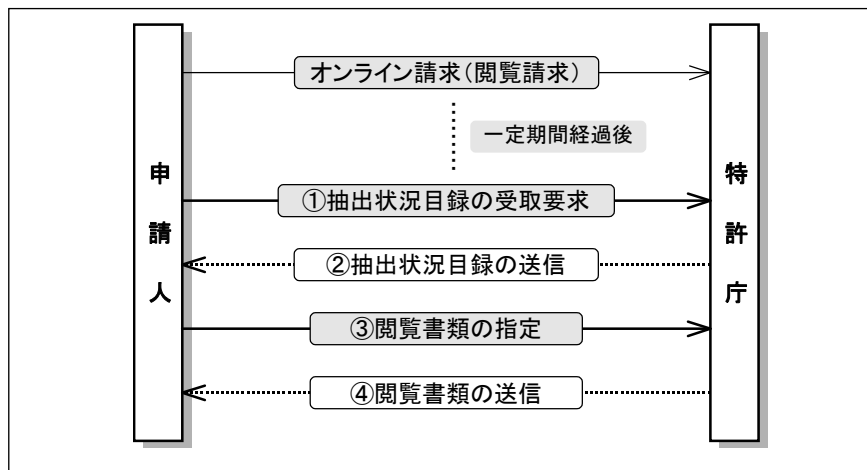 オンライン請求（閲覧請求）
一定期間経過後
申請人
特許庁
①抽出状況目録の受取要求
②抽出状況目録の送信
③閲覧書類の指定
④閲覧書類の送信